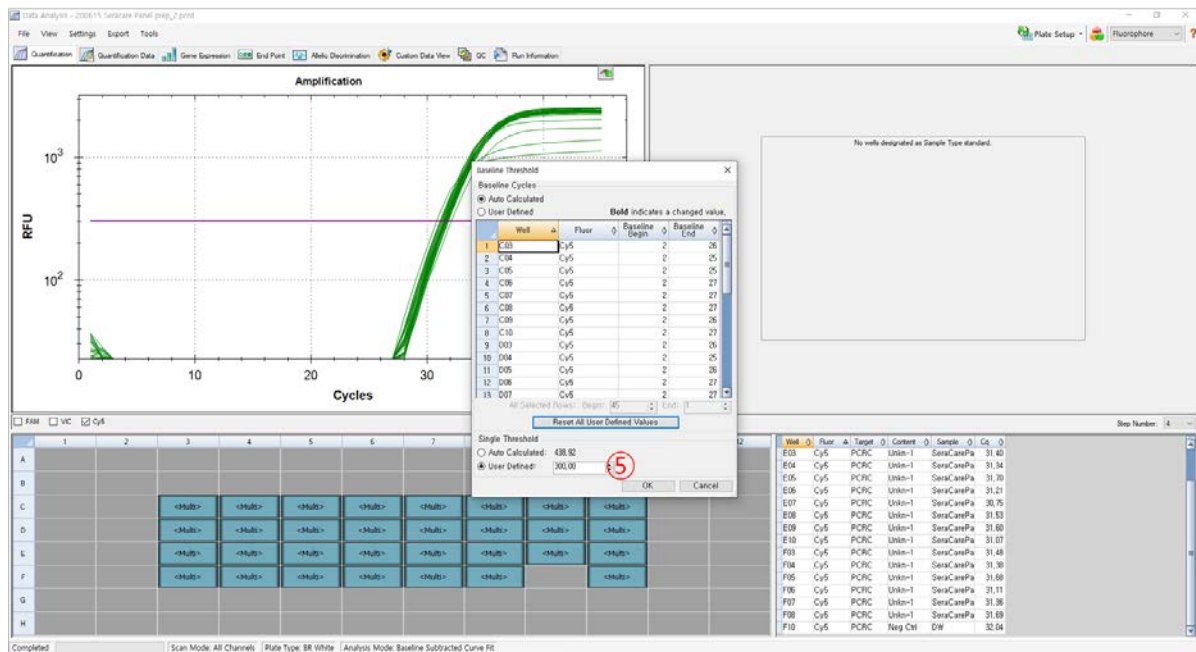 Data Analysis - 200615 Seracare Panel prep_2.pcrd
File View Settings Export Tools
Plate Setup Fluorophore ?
Quantification Quantification Data Gene Expression End Point Allelic Discrimination Custom Data View QC Run Information
Amplification
RFU
10³
10²
0 10 20 30
Cycles
No wells designated as Sample Type standard.
Baseline Threshold
Baseline Cycles
Auto Calculated
User Defined Bold indicates a changed value.
Well Fluor Baseline Begin Baseline End
1 C03 Cy5 2 26
2 C04 Cy5 2 25
3 C05 Cy5 2 25
4 C06 Cy5 2 27
5 C07 Cy5 2 27
6 C08 Cy5 2 27
7 C09 Cy5 2 26
8 C10 Cy5 2 27
9 D03 Cy5 2 26
10 D04 Cy5 2 25
11 D05 Cy5 2 26
12 D06 Cy5 2 27
13 D07 Cy5 2 27
All Selected Rows: Begin: 45 End: 1
Reset All User Defined Values
Single Threshold
Auto Calculated: 438.92
User Defined: 300.00 ⑤
OK Cancel
FAM VIC Cy5
Step Number: 4
1 2 3 4 5 6 7 12
A
B
C <Multi> <Multi> <Multi> <Multi> <Multi> <Multi> <Multi> <Multi>
D <Multi> <Multi> <Multi> <Multi> <Multi> <Multi> <Multi> <Multi>
E <Multi> <Multi> <Multi> <Multi> <Multi> <Multi> <Multi> <Multi>
F <Multi> <Multi> <Multi> <Multi> <Multi> <Multi> <Multi>
G
H
Well Fluor Target Content Sample Cq
E03 Cy5 PCRC Unkn-1 SeraCarePa 31.40
E04 Cy5 PCRC Unkn-1 SeraCarePa 31.34
E05 Cy5 PCRC Unkn-1 SeraCarePa 31.70
E06 Cy5 PCRC Unkn-1 SeraCarePa 31.21
E07 Cy5 PCRC Unkn-1 SeraCarePa 30.75
E08 Cy5 PCRC Unkn-1 SeraCarePa 31.53
E09 Cy5 PCRC Unkn-1 SeraCarePa 31.60
E10 Cy5 PCRC Unkn-1 SeraCarePa 31.07
F03 Cy5 PCRC Unkn-1 SeraCarePa 31.48
F04 Cy5 PCRC Unkn-1 SeraCarePa 31.38
F05 Cy5 PCRC Unkn-1 SeraCarePa 31.68
F06 Cy5 PCRC Unkn-1 SeraCarePa 31.11
F07 Cy5 PCRC Unkn-1 SeraCarePa 31.36
F08 Cy5 PCRC Unkn-1 SeraCarePa 31.69
F10 Cy5 PCRC Neg Ctrl DW 32.04
Completed Scan Mode: All Channels Plate Type: BR White Analysis Mode: Baseline Subtracted Curve Fit